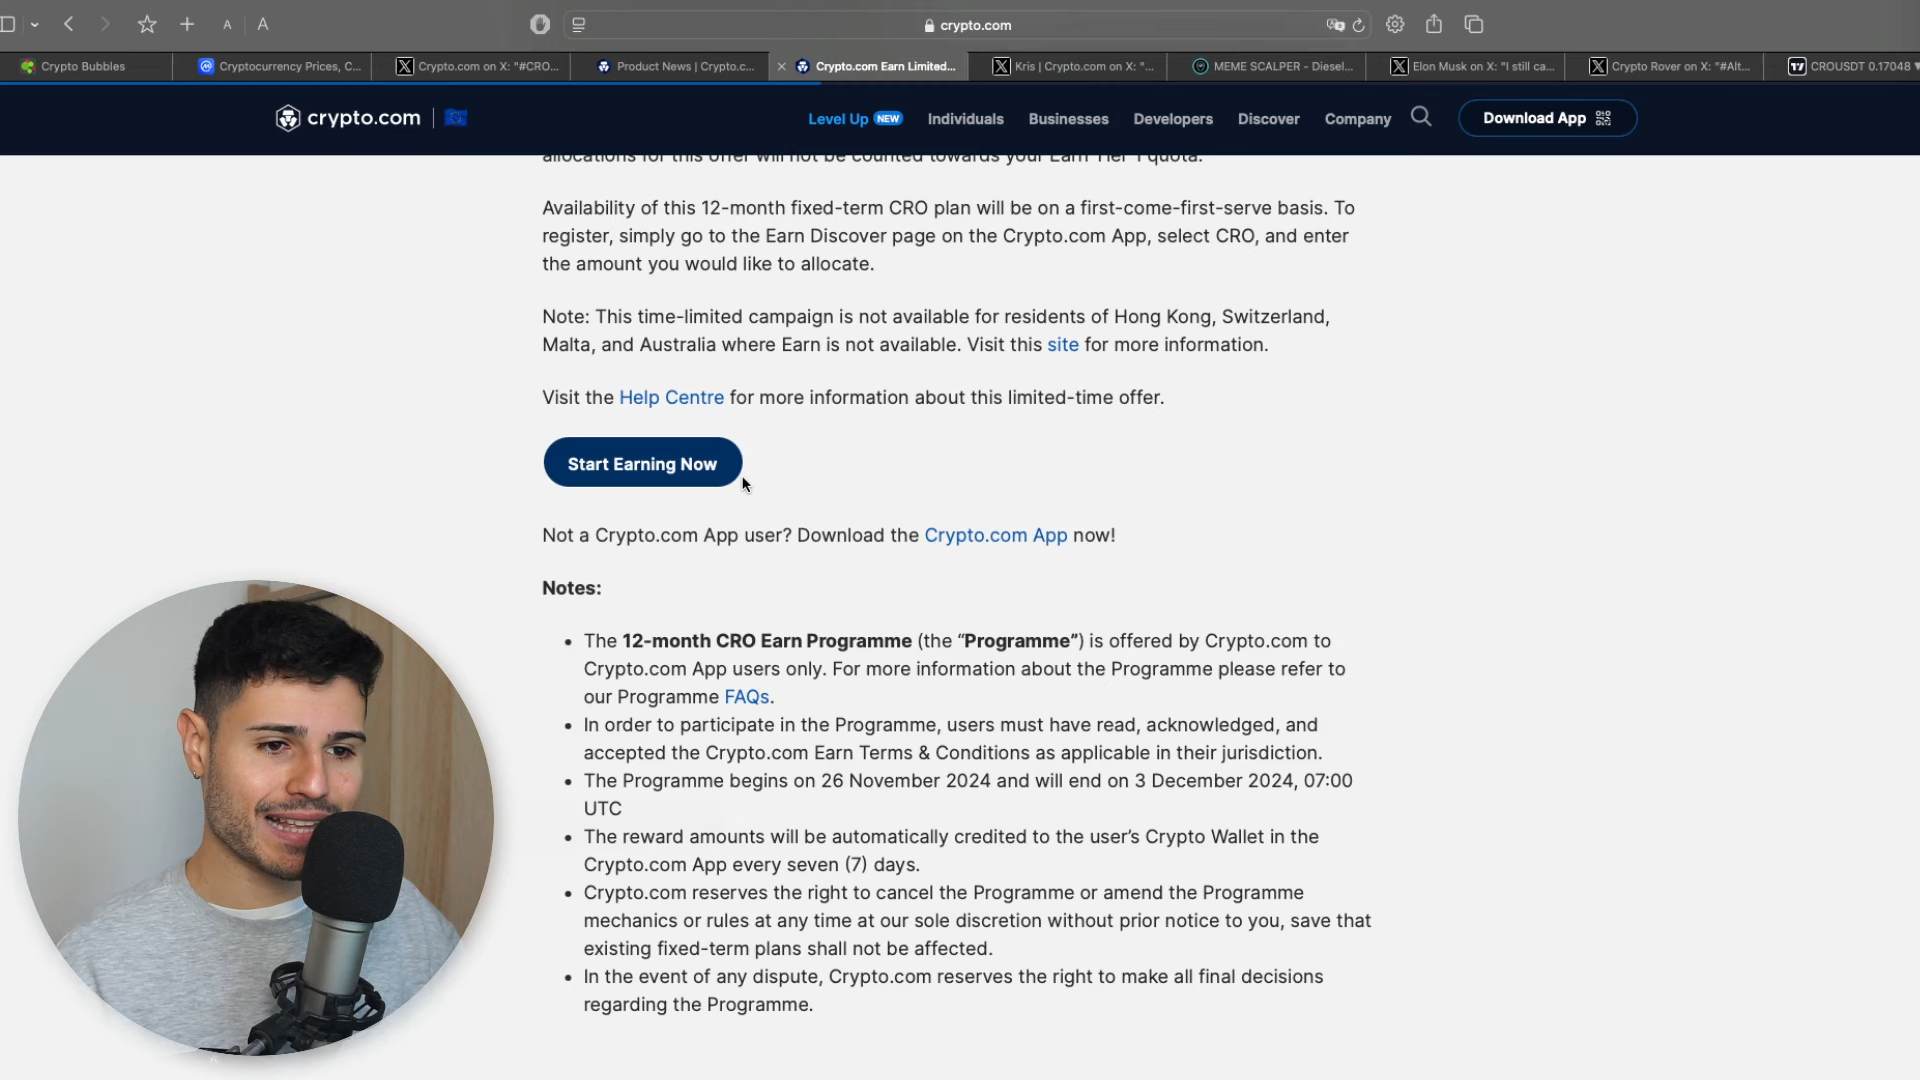 crypto.com
Crypto Bubbles
Cryptocurrency Prices, C...
Crypto.com on X: "#CRO...
Product News | Crypto.c...
Crypto.com Earn Limited...
Kris | Crypto.com on X: "...
MEME SCALPER - Diesel...
Elon Musk on X: "I still ca...
Crypto Rover on X: "#Alt...
CROUSDT 0.17048 ▼
crypto.com
Level Up NEW
Individuals
Businesses
Developers
Discover
Company
Download App
allocations for this offer will not be counted towards your Earn Tier 1 quota.
Availability of this 12-month fixed-term CRO plan will be on a first-come-first-serve basis. To
register, simply go to the Earn Discover page on the Crypto.com App, select CRO, and enter
the amount you would like to allocate.
Note: This time-limited campaign is not available for residents of Hong Kong, Switzerland,
Malta, and Australia where Earn is not available. Visit this site for more information.
Visit the Help Centre for more information about this limited-time offer.
Start Earning Now
Not a Crypto.com App user? Download the Crypto.com App now!
Notes:
• The 12-month CRO Earn Programme (the “Programme”) is offered by Crypto.com to
Crypto.com App users only. For more information about the Programme please refer to
our Programme FAQs.
• In order to participate in the Programme, users must have read, acknowledged, and
accepted the Crypto.com Earn Terms & Conditions as applicable in their jurisdiction.
• The Programme begins on 26 November 2024 and will end on 3 December 2024, 07:00
UTC
• The reward amounts will be automatically credited to the user’s Crypto Wallet in the
Crypto.com App every seven (7) days.
• Crypto.com reserves the right to cancel the Programme or amend the Programme
mechanics or rules at any time at our sole discretion without prior notice to you, save that
existing fixed-term plans shall not be affected.
• In the event of any dispute, Crypto.com reserves the right to make all final decisions
regarding the Programme.